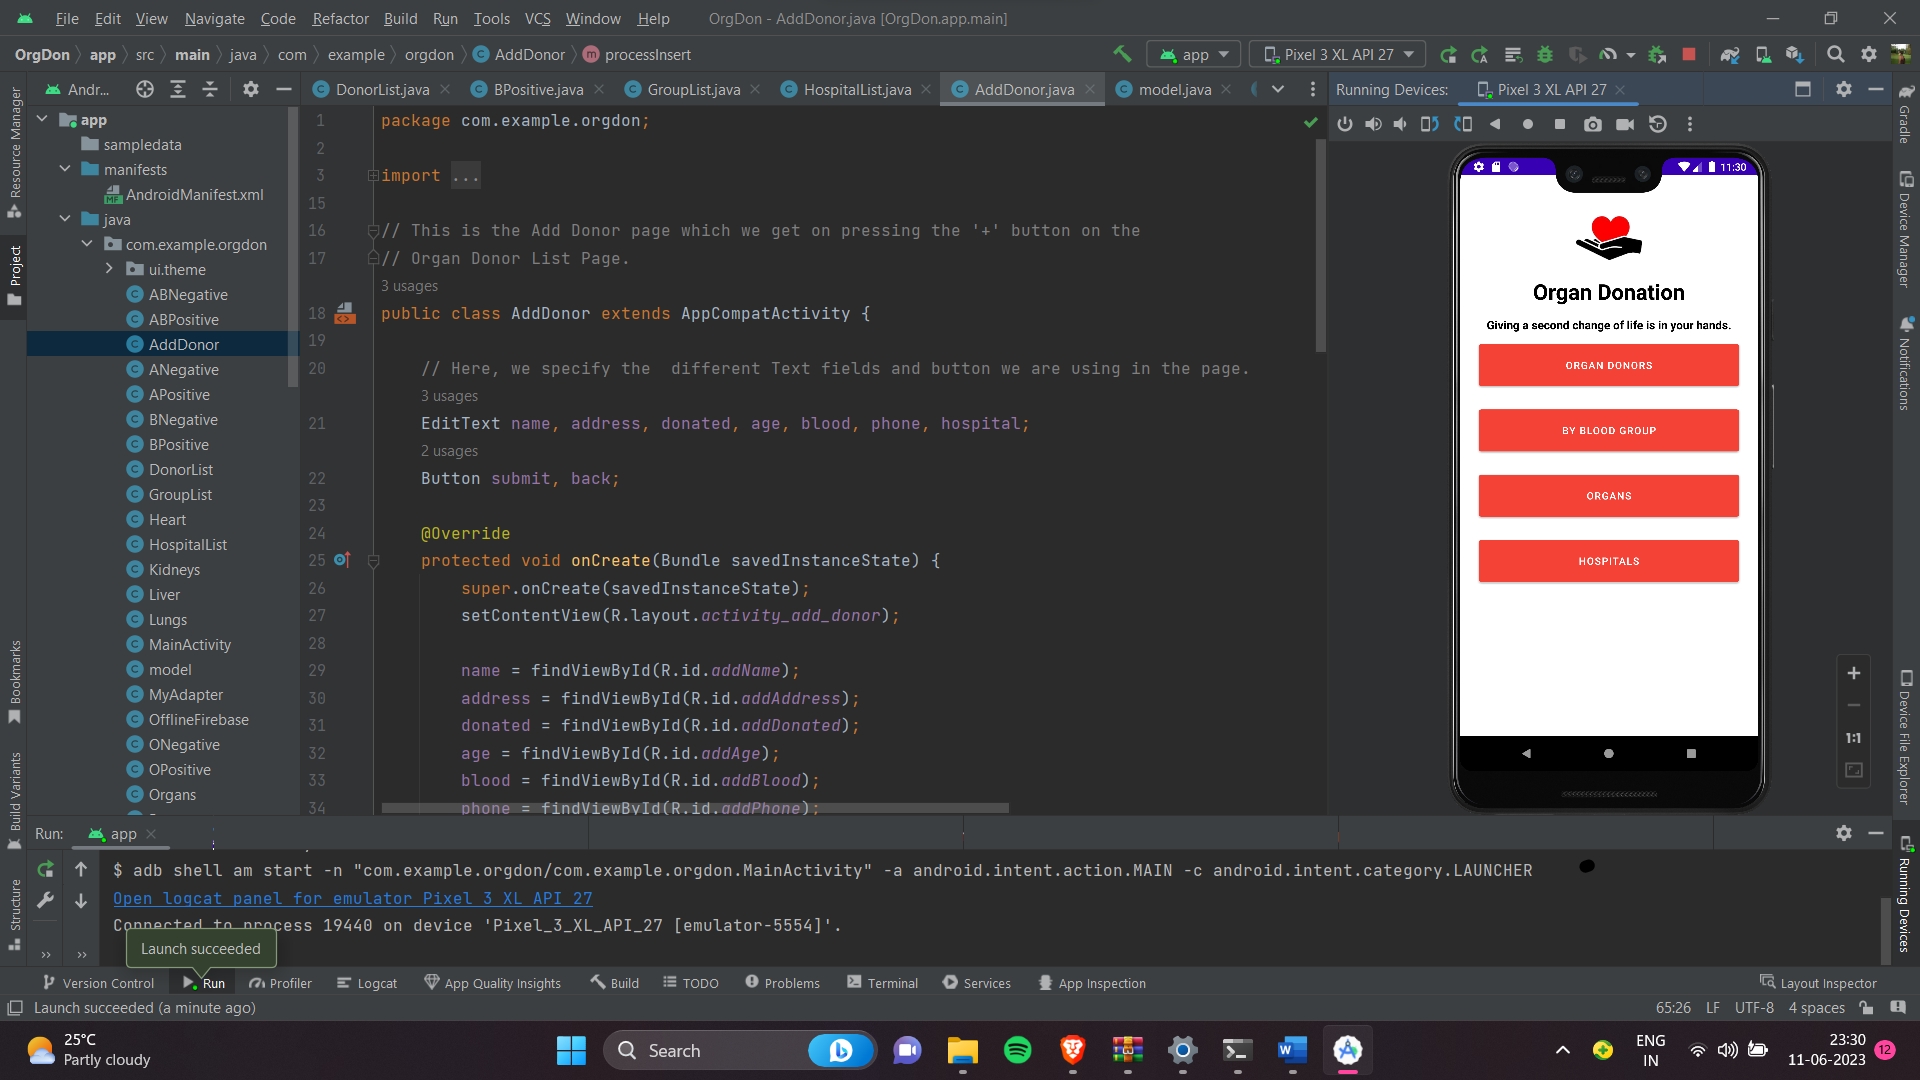 File Edit View Navigate Code Refactor Build Run Tools VCS Window Help OrgDon - AddDonor.java [OrgDon.app.main]
OrgDon app src main java com example orgdon AddDonor processInsert app Pixel 3 XL API 27
Andr... DonorList.java BPositive.java GroupList.java HospitalList.java AddDonor.java model.java Running Devices: Pixel 3 XL API 27
Resource Manager
Project
Bookmarks
Build Variants
Structure
app
sampledata
manifests
AndroidManifest.xml
java
com.example.orgdon
ui.theme
ABNegative
ABPositive
AddDonor
ANegative
APositive
BNegative
BPositive
DonorList
GroupList
Heart
HospitalList
Kidneys
Liver
Lungs
MainActivity
model
MyAdapter
OfflineFirebase
ONegative
OPositive
Organs
1 package com.example.orgdon;
2
3 import ...
15
16 // This is the Add Donor page which we get on pressing the '+' button on the
17 // Organ Donor List Page.
3 usages
18 public class AddDonor extends AppCompatActivity {
19
20 // Here, we specify the  different Text fields and button we are using in the page.
3 usages
21 EditText name, address, donated, age, blood, phone, hospital;
2 usages
22 Button submit, back;
23
24 @Override
25 protected void onCreate(Bundle savedInstanceState) {
26 super.onCreate(savedInstanceState);
27 setContentView(R.layout.activity_add_donor);
28
29 name = findViewById(R.id.addName);
30 address = findViewById(R.id.addAddress);
31 donated = findViewById(R.id.addDonated);
32 age = findViewById(R.id.addAge);
33 blood = findViewById(R.id.addBlood);
34 phone = findViewById(R.id.addPhone);
11:30
Organ Donation
Giving a second change of life is in your hands.
ORGAN DONORS
BY BLOOD GROUP
ORGANS
HOSPITALS
1:1
Gradle
Device Manager
Notifications
Device File Explorer
Running Devices
Run: app
$ adb shell am start -n "com.example.orgdon/com.example.orgdon.MainActivity" -a android.intent.action.MAIN -c android.intent.category.LAUNCHER
Open logcat panel for emulator Pixel 3 XL API 27
Connected to process 19440 on device 'Pixel_3_XL_API_27 [emulator-5554]'.
Launch succeeded
Version Control Run Profiler Logcat App Quality Insights Build TODO Problems Terminal Services App Inspection Layout Inspector
Launch succeeded (a minute ago) 65:26 LF UTF-8 4 spaces
25°C
Partly cloudy
Search
ENG
IN
23:30
11-06-2023
12